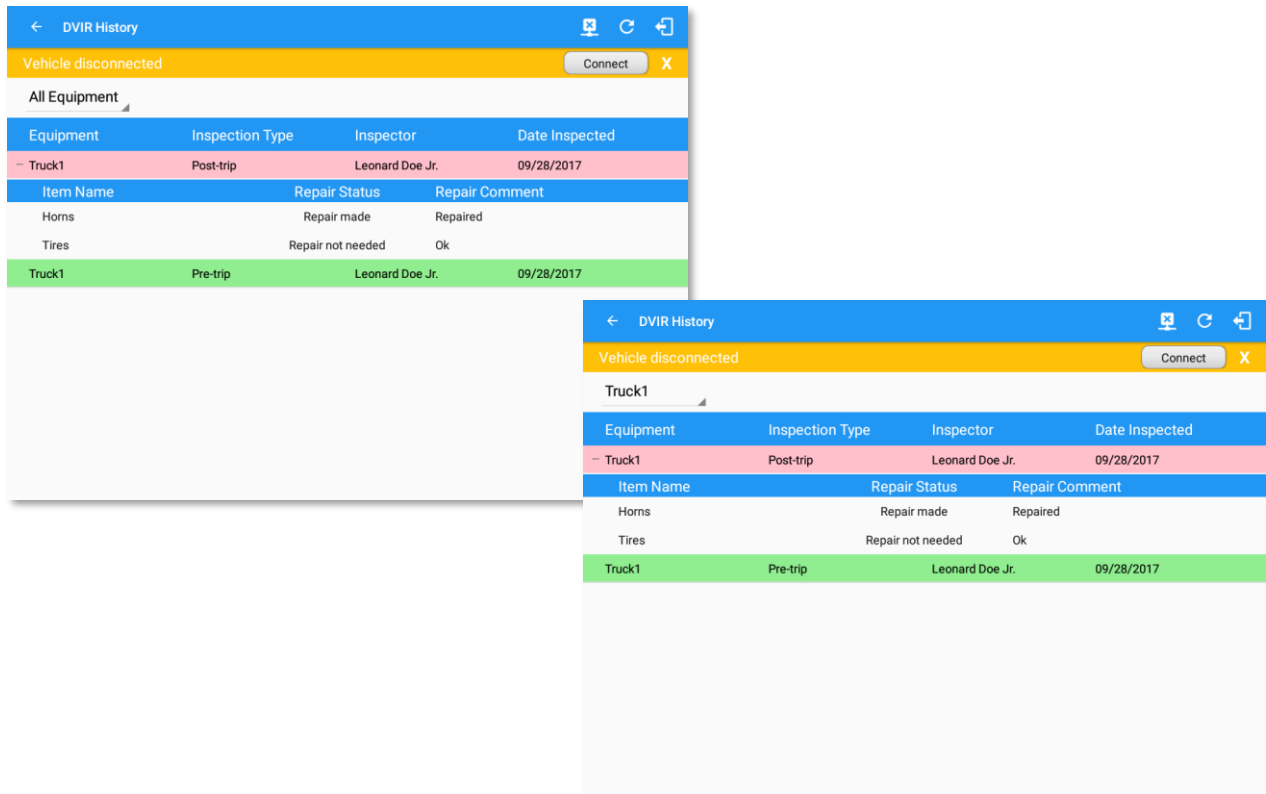 DVIR History
Vehicle disconnected Connect X
All Equipment
Equipment Inspection Type Inspector Date Inspected
– Truck1 Post-trip Leonard Doe Jr. 09/28/2017
Item Name Repair Status Repair Comment
Horns Repair made Repaired
Tires Repair not needed Ok
Truck1 Pre-trip Leonard Doe Jr. 09/28/2017
DVIR History
Vehicle disconnected Connect X
Truck1
Equipment Inspection Type Inspector Date Inspected
– Truck1 Post-trip Leonard Doe Jr. 09/28/2017
Item Name Repair Status Repair Comment
Horns Repair made Repaired
Tires Repair not needed Ok
Truck1 Pre-trip Leonard Doe Jr. 09/28/2017